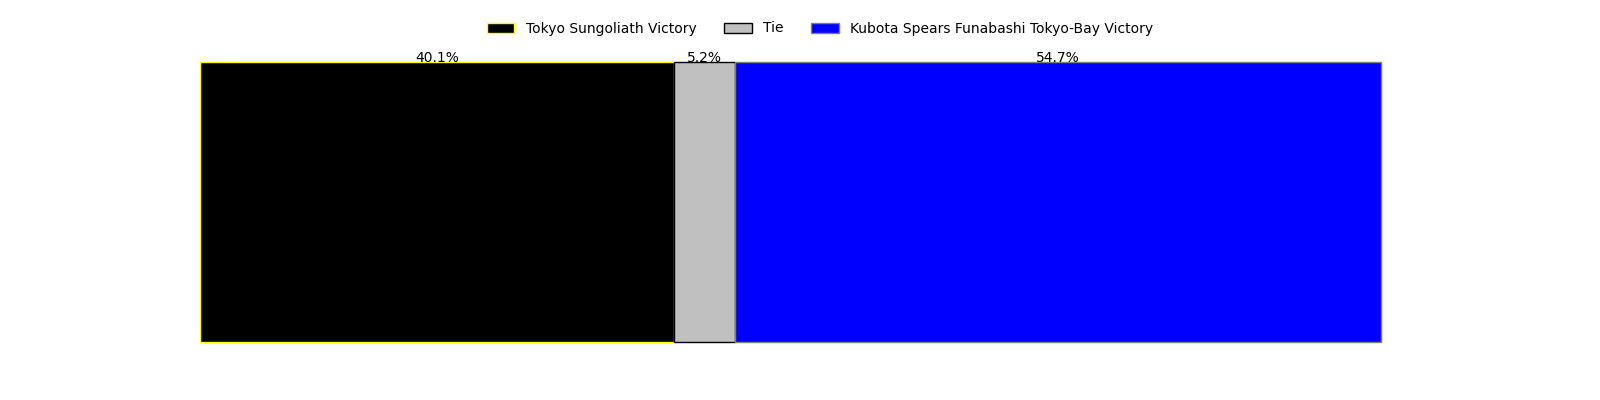 Tokyo Sungoliath Victory Tie Kubota Spears Funabashi Tokyo-Bay Victory
40.1% 5.2% 54.7%